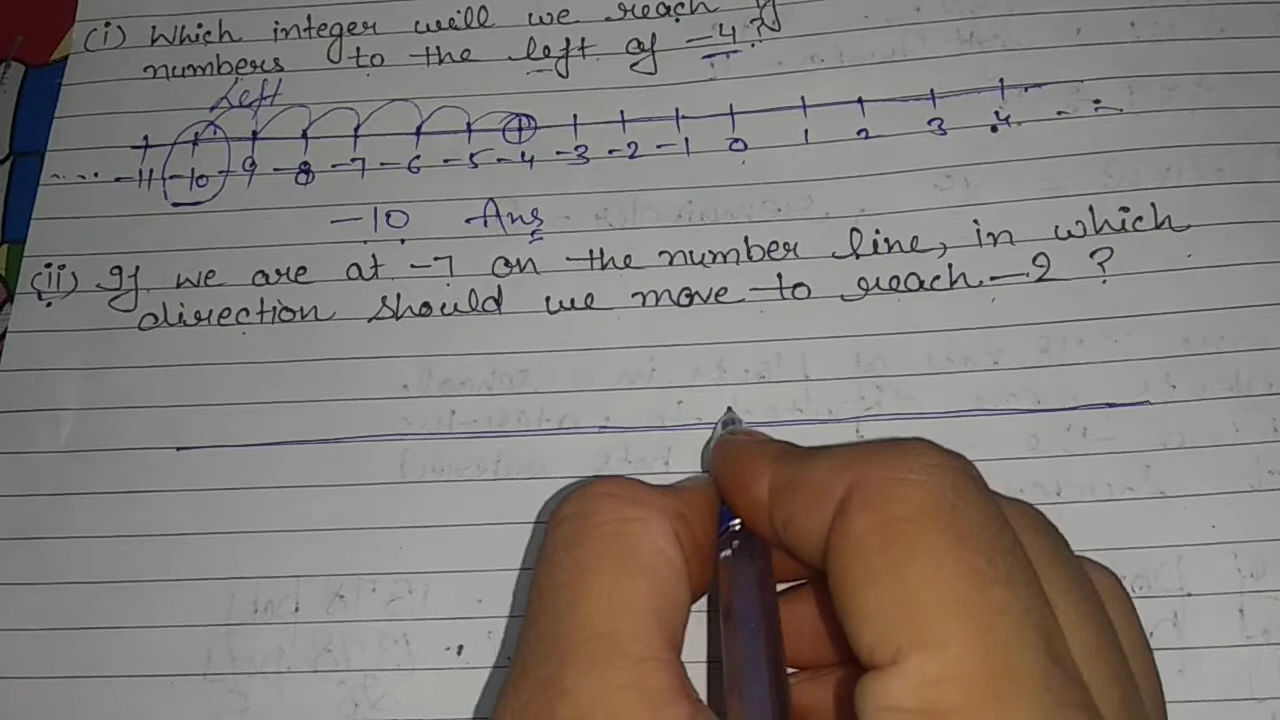 (i) Which integer will we reach if
numbers to the left of -4?
Left
.... -11 -10 -9 -8 -7 -6 -5 -4 -3 -2 -1 0 1 2 3 4 - -
-10 Ans
(ii) If we are at -7 on the number line, in which
direction should we move to reach -2 ?